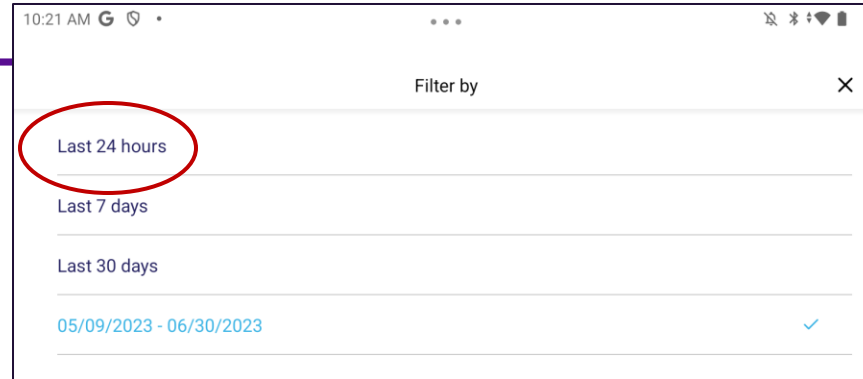 10:21 AM G
Filter by
Last 24 hours
Last 7 days
Last 30 days
05/09/2023 - 06/30/2023